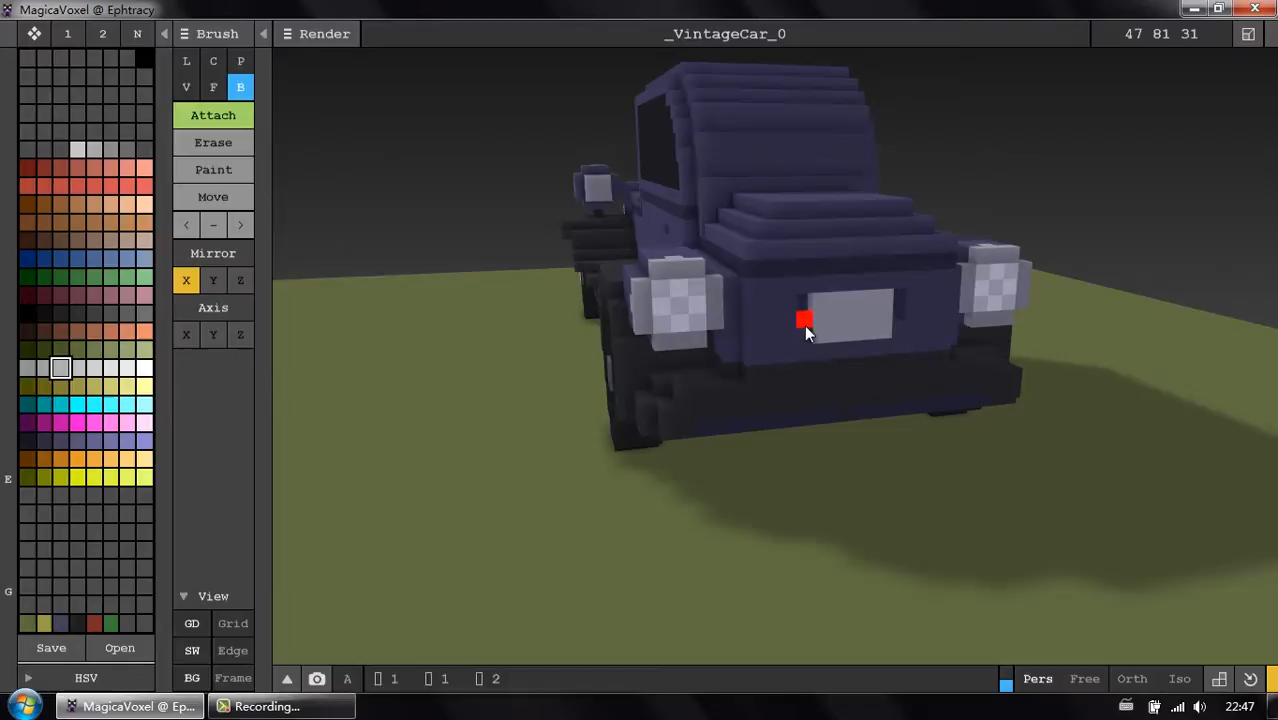 MagicaVoxel @ Ephtracy
1 2 N Brush Render _VintageCar_0 47 81 31
L C P
V F B
Attach
Erase
Paint
Move
< - >
Mirror
X Y Z
Axis
X Y Z
E
G
View
GD Grid
Save Open SW Edge
HSV BG Frame
A 1 1 2 Pers Free Orth Iso
MagicaVoxel @ Ep... Recording... 22:47